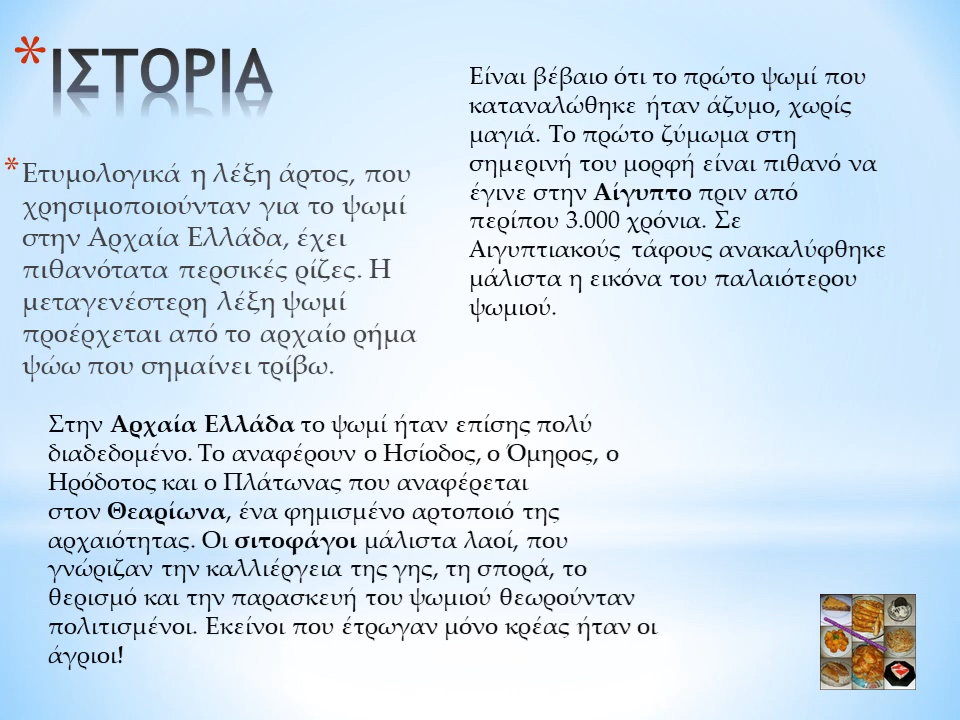 * ΙΣΤΟΡΙΑ
* Ετυμολογικά η λέξη άρτος, που
χρησιμοποιούνταν για το ψωμί
στην Αρχαία Ελλάδα, έχει
πιθανότατα περσικές ρίζες. Η
μεταγενέστερη λέξη ψωμί
προέρχεται από το αρχαίο ρήμα
ψώω που σημαίνει τρίβω.
Είναι βέβαιο ότι το πρώτο ψωμί που
καταναλώθηκε ήταν άζυμο, χωρίς
μαγιά. Το πρώτο ζύμωμα στη
σημερινή του μορφή είναι πιθανό να
έγινε στην Αίγυπτο πριν από
περίπου 3.000 χρόνια. Σε
Αιγυπτιακούς τάφους ανακαλύφθηκε
μάλιστα η εικόνα του παλαιότερου
ψωμιού.
Στην Αρχαία Ελλάδα το ψωμί ήταν επίσης πολύ
διαδεδομένο. Το αναφέρουν ο Ησίοδος, ο Όμηρος, ο
Ηρόδοτος και ο Πλάτωνας που αναφέρεται
στον Θεαρίωνα, ένα φημισμένο αρτοποιό της
αρχαιότητας. Οι σιτοφάγοι μάλιστα λαοί, που
γνώριζαν την καλλιέργεια της γης, τη σπορά, το
θερισμό και την παρασκευή του ψωμιού θεωρούνταν
πολιτισμένοι. Εκείνοι που έτρωγαν μόνο κρέας ήταν οι
άγριοι!